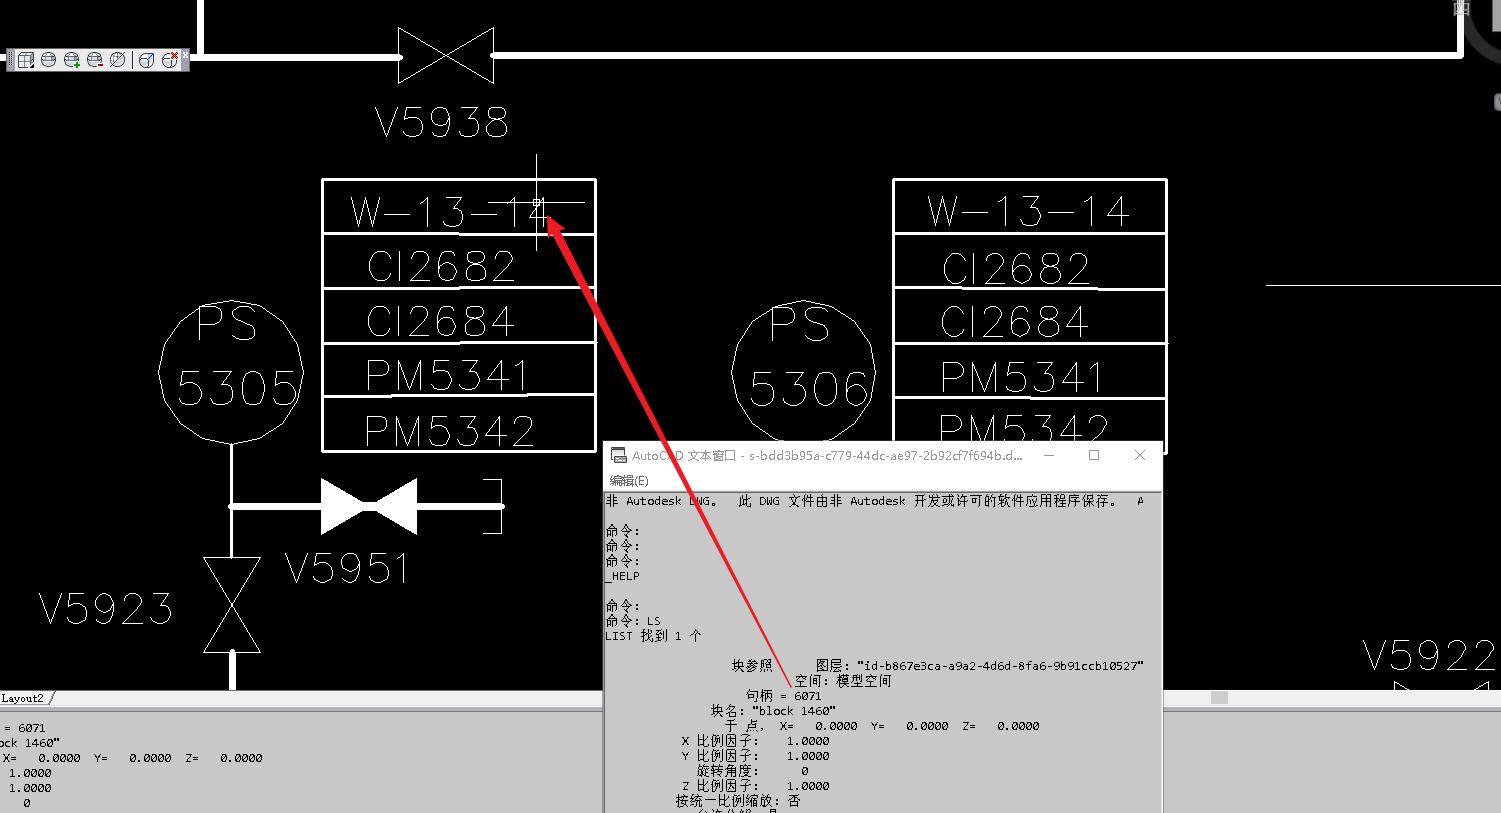 西
V5938
W-13-14
CI2682
CI2684
PM5341
PM5342
PS
5305
W-13-14
CI2682
CI2684
PM5341
PM5342
PS
5306
V5951
V5923
V5922
AutoCAD 文本窗口 - s-bdd3b95a-c779-44dc-ae97-2b92cf7f694b.d...
编辑(E)
非 Autodesk DWG。 此 DWG 文件由非 Autodesk 开发或许可的软件应用程序保存。 A
命令:
命令:
命令:
_HELP
命令:
命令: LS
LIST 找到 1 个
块参照 图层: "id-b867e3ca-a9a2-4d6d-8fa6-9b91ccb10527"
空间: 模型空间
句柄 = 6071
块名: "block 1460"
于 点, X= 0.0000 Y= 0.0000 Z= 0.0000
X 比例因子: 1.0000
Y 比例因子: 1.0000
旋转角度: 0
Z 比例因子: 1.0000
按统一比例缩放: 否
Layout2
= 6071
ock 1460"
X= 0.0000 Y= 0.0000 Z= 0.0000
1.0000
1.0000
0